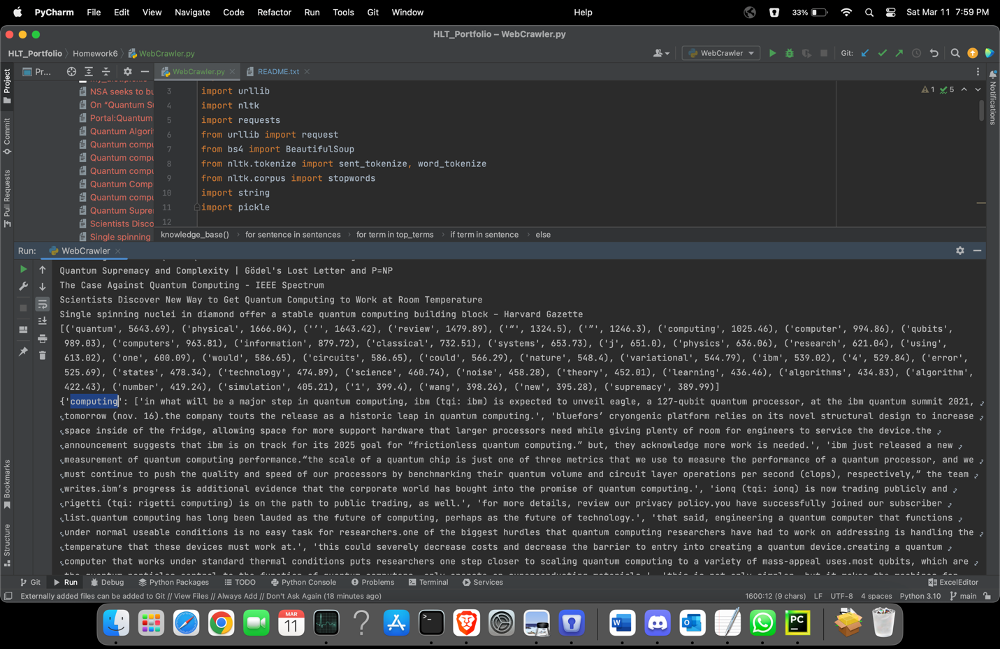 PyCharm File Edit View Navigate Code Refactor Run Tools Git Window Help 33% Sat Mar 11 7:59 PM
HLT_Portfolio – WebCrawler.py
HLT_Portfolio Homework6 WebCrawler.py WebCrawler Git:
Project
Pr... WebCrawler.py README.txt
Notifications
Commit
Pull Requests
Bookmarks
Structure
NSA seeks to bu
On “Quantum Su
Portal:Quantum
Quantum Algori
Quantum compu
Quantum compu
Quantum compu
Quantum Comp
Quantum compu
Quantum Supre
Scientists Disco
Single spinning
1 5
3 import urllib
4 import nltk
5 import requests
6 from urllib import request
7 from bs4 import BeautifulSoup
8 from nltk.tokenize import sent_tokenize, word_tokenize
9 from nltk.corpus import stopwords
10 import string
11 import pickle
12
knowledge_base() for sentence in sentences for term in top_terms if term in sentence else
Run: WebCrawler
Quantum Supremacy and Complexity | Gödel's Lost Letter and P=NP
The Case Against Quantum Computing - IEEE Spectrum
Scientists Discover New Way to Get Quantum Computing to Work at Room Temperature
Single spinning nuclei in diamond offer a stable quantum computing building block – Harvard Gazette
[('quantum', 5643.69), ('physical', 1666.04), ('’', 1643.42), ('review', 1479.89), ('“', 1324.5), ('”', 1246.3), ('computing', 1025.46), ('computer', 994.86), ('qubits',
989.03), ('computers', 963.81), ('information', 879.72), ('classical', 732.51), ('systems', 653.73), ('j', 651.0), ('physics', 636.06), ('research', 621.04), ('using',
613.02), ('one', 600.09), ('would', 586.65), ('circuits', 586.65), ('could', 566.29), ('nature', 548.4), ('variational', 544.79), ('ibm', 539.02), ('4', 529.84), ('error',
525.69), ('states', 478.34), ('technology', 474.89), ('science', 460.74), ('noise', 458.28), ('theory', 452.01), ('learning', 436.46), ('algorithms', 434.83), ('algorithm',
422.43), ('number', 419.24), ('simulation', 405.21), ('1', 399.4), ('wang', 398.26), ('new', 395.28), ('supremacy', 389.99)]
{'computing': ['in what will be a major step in quantum computing, ibm (tqi: ibm) is expected to unveil eagle, a 127-qubit quantum processor, at the ibm quantum summit 2021,
tomorrow (nov. 16).the company touts the release as a historic leap in quantum computing.', 'bluefors’ cryogenic platform relies on its novel structural design to increase
space inside of the fridge, allowing space for more support hardware that larger processors need while giving plenty of room for engineers to service the device.the
announcement suggests that ibm is on track for its 2025 goal for “frictionless quantum computing.” but, they acknowledge more work is needed.', 'ibm just released a new
measurement of quantum computing performance.“the scale of a quantum chip is just one of three metrics that we use to measure the performance of a quantum processor, and we
must continue to push the quality and speed of our processors by benchmarking their quantum volume and circuit layer operations per second (clops), respectively,” the team
writes.ibm’s progress is additional evidence that the corporate world has bought into the promise of quantum computing.', 'ionq (tqi: ionq) is now trading publicly and
rigetti (tqi: rigetti computing) is on the path to public trading, as well.', 'for more details, review our privacy policy.you have successfully joined our subscriber
list.quantum computing has long been lauded as the future of computing, perhaps as the future of technology.', 'that said, engineering a quantum computer that functions
under normal useable conditions is no easy task for researchers.one of the biggest hurdles that quantum computing researchers have had to work on addressing is handling the
temperature that these devices must work at.', 'this could severely decrease costs and decrease the barrier to entry into creating a quantum device.creating a quantum
computer that works under standard thermal conditions puts researchers one step closer to scaling quantum computing to a variety of mass-appeal uses.most qubits, which are
Git Run Debug Python Packages TODO Python Console Problems Terminal Services ExcelEditor
Externally added files can be added to Git // View Files // Always Add // Don't Ask Again (18 minutes ago) 1600:12 (9 chars) LF UTF-8 4 spaces Python 3.10 main
MAR
11
PC